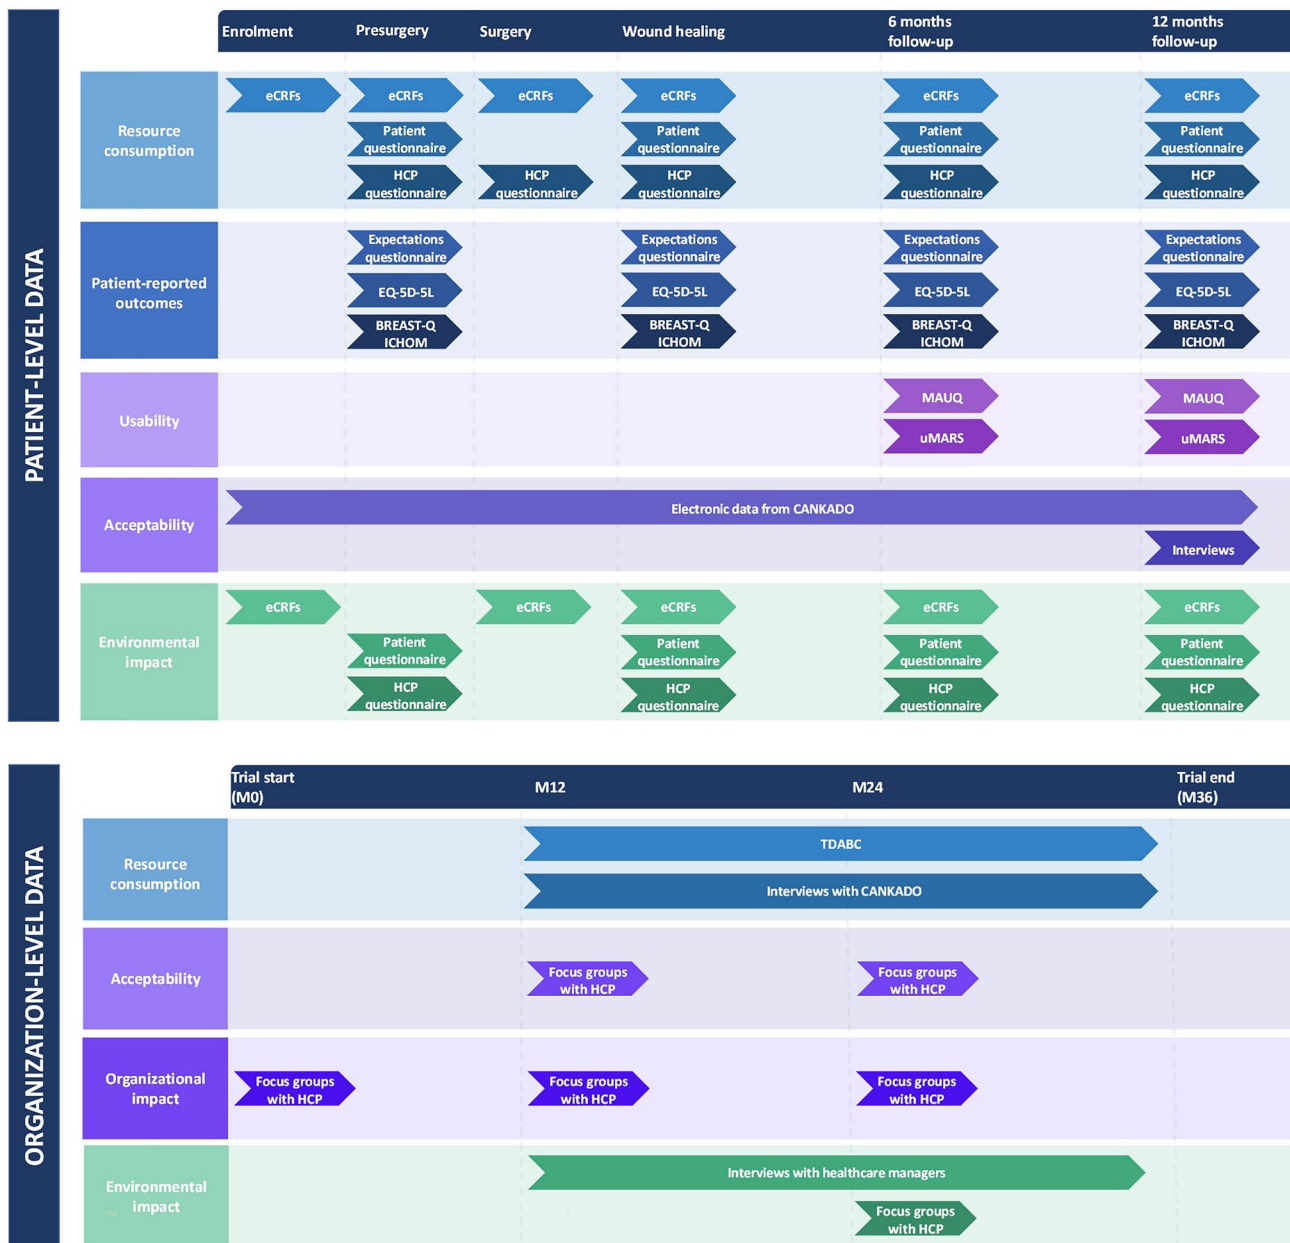 PATIENT-LEVEL DATA
Enrolment
Presurgery
Surgery
Wound healing
6 months
follow-up
12 months
follow-up
Resource
consumption
eCRFs
eCRFs
eCRFs
eCRFs
eCRFs
eCRFs
Patient
questionnaire
Patient
questionnaire
Patient
questionnaire
Patient
questionnaire
HCP
questionnaire
HCP
questionnaire
HCP
questionnaire
HCP
questionnaire
HCP
questionnaire
Patient-reported
outcomes
Expectations
questionnaire
Expectations
questionnaire
Expectations
questionnaire
Expectations
questionnaire
EQ-5D-5L
EQ-5D-5L
EQ-5D-5L
EQ-5D-5L
BREAST-Q
ICHOM
BREAST-Q
ICHOM
BREAST-Q
ICHOM
BREAST-Q
ICHOM
Usability
MAUQ
MAUQ
uMARS
uMARS
Acceptability
Electronic data from CANKADO
Interviews
Environmental
impact
eCRFs
eCRFs
eCRFs
eCRFs
eCRFs
Patient
questionnaire
Patient
questionnaire
Patient
questionnaire
Patient
questionnaire
HCP
questionnaire
HCP
questionnaire
HCP
questionnaire
HCP
questionnaire
ORGANIZATION-LEVEL DATA
Trial start
(M0)
M12
M24
Trial end
(M36)
Resource
consumption
TDABC
Interviews with CANKADO
Acceptability
Focus groups
with HCP
Focus groups
with HCP
Organizational
impact
Focus groups
with HCP
Focus groups
with HCP
Focus groups
with HCP
Environmental
impact
Interviews with healthcare managers
Focus groups
with HCP